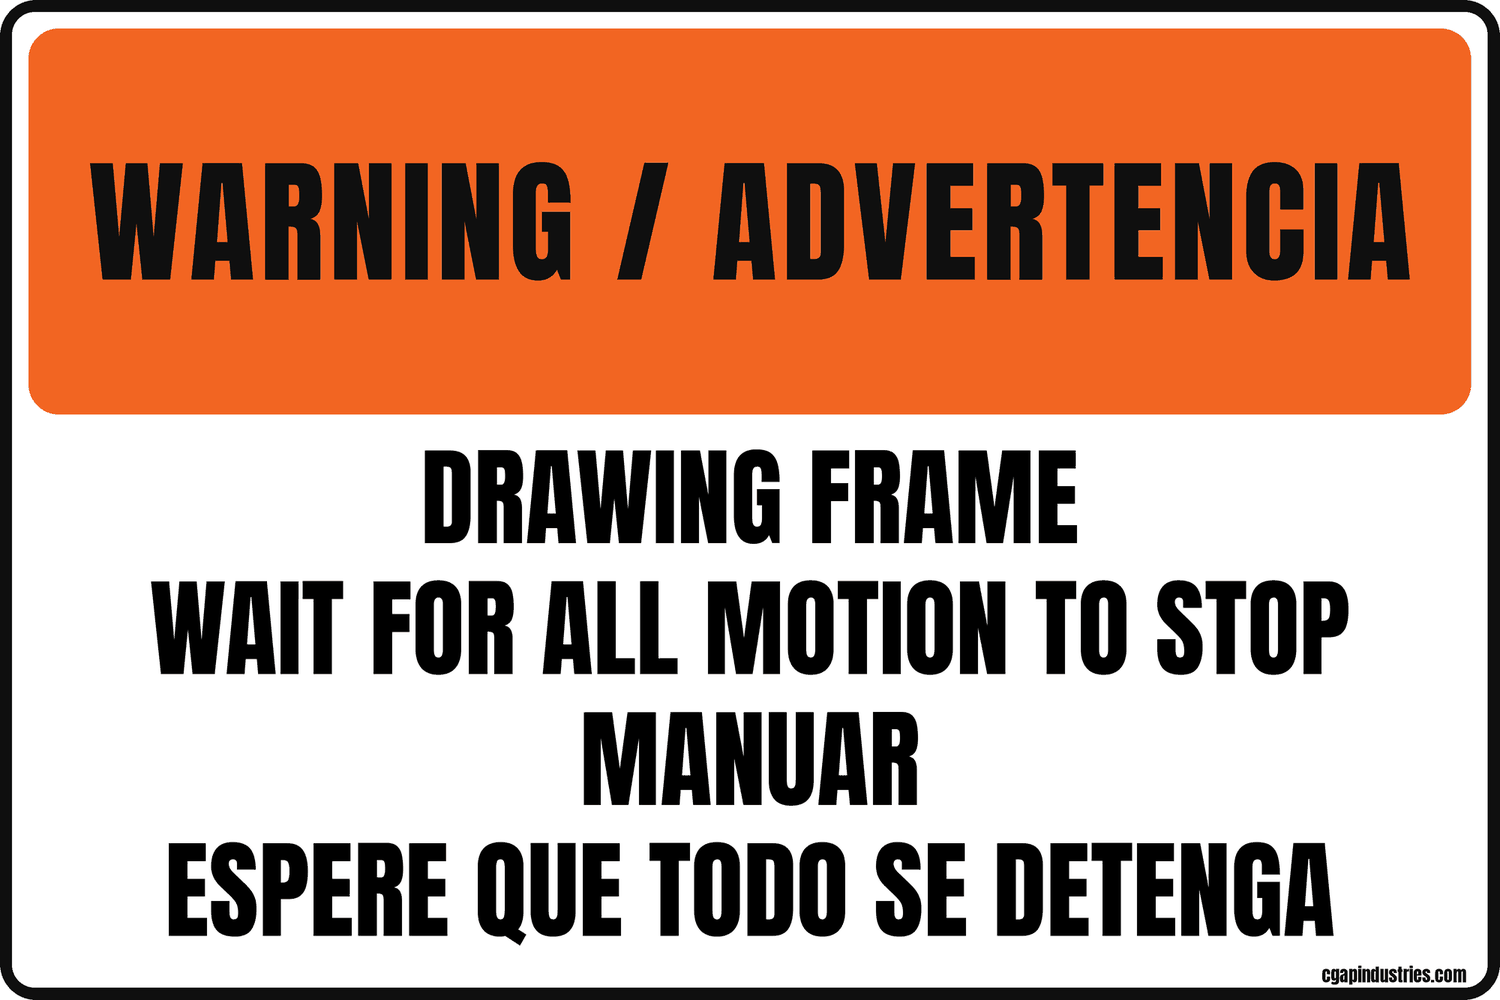 WARNING / ADVERTENCIA
DRAWING FRAME
WAIT FOR ALL MOTION TO STOP
MANUAR
ESPERE QUE TODO SE DETENGA
cgapindustries.com